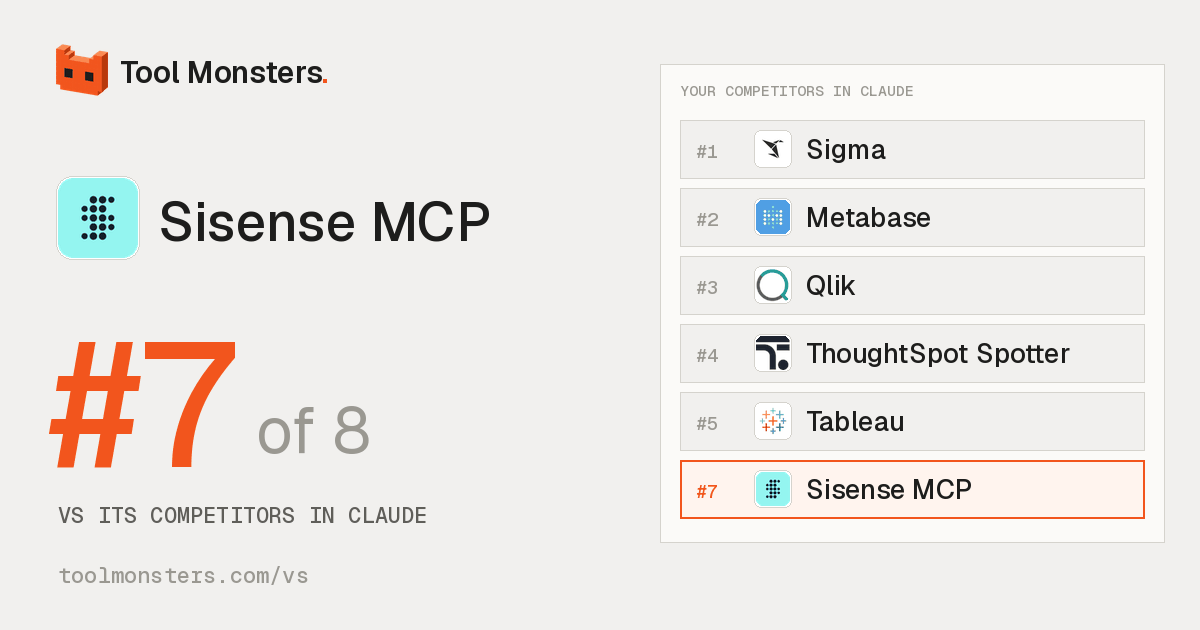 Tool Monsters.
Sisense MCP
#7 of 8
VS ITS COMPETITORS IN CLAUDE
toolmonsters.com/vs
YOUR COMPETITORS IN CLAUDE
#1 Sigma
#2 Metabase
#3 Qlik
#4 ThoughtSpot Spotter
#5 Tableau
#7 Sisense MCP